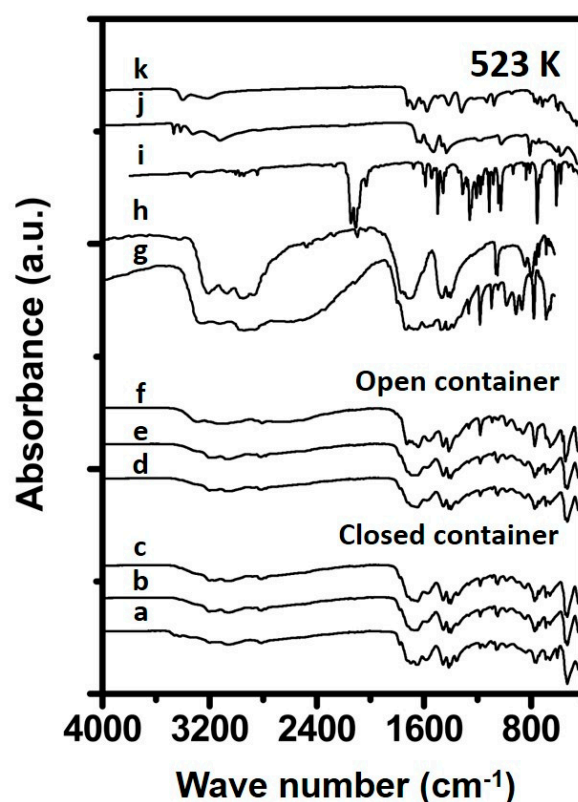 523 K
k
j
i
h
g
Open container
f
e
d
Closed container
c
b
a
Absorbance (a.u.)
4000 3200 2400 1600 800
Wave number (cm⁻¹)